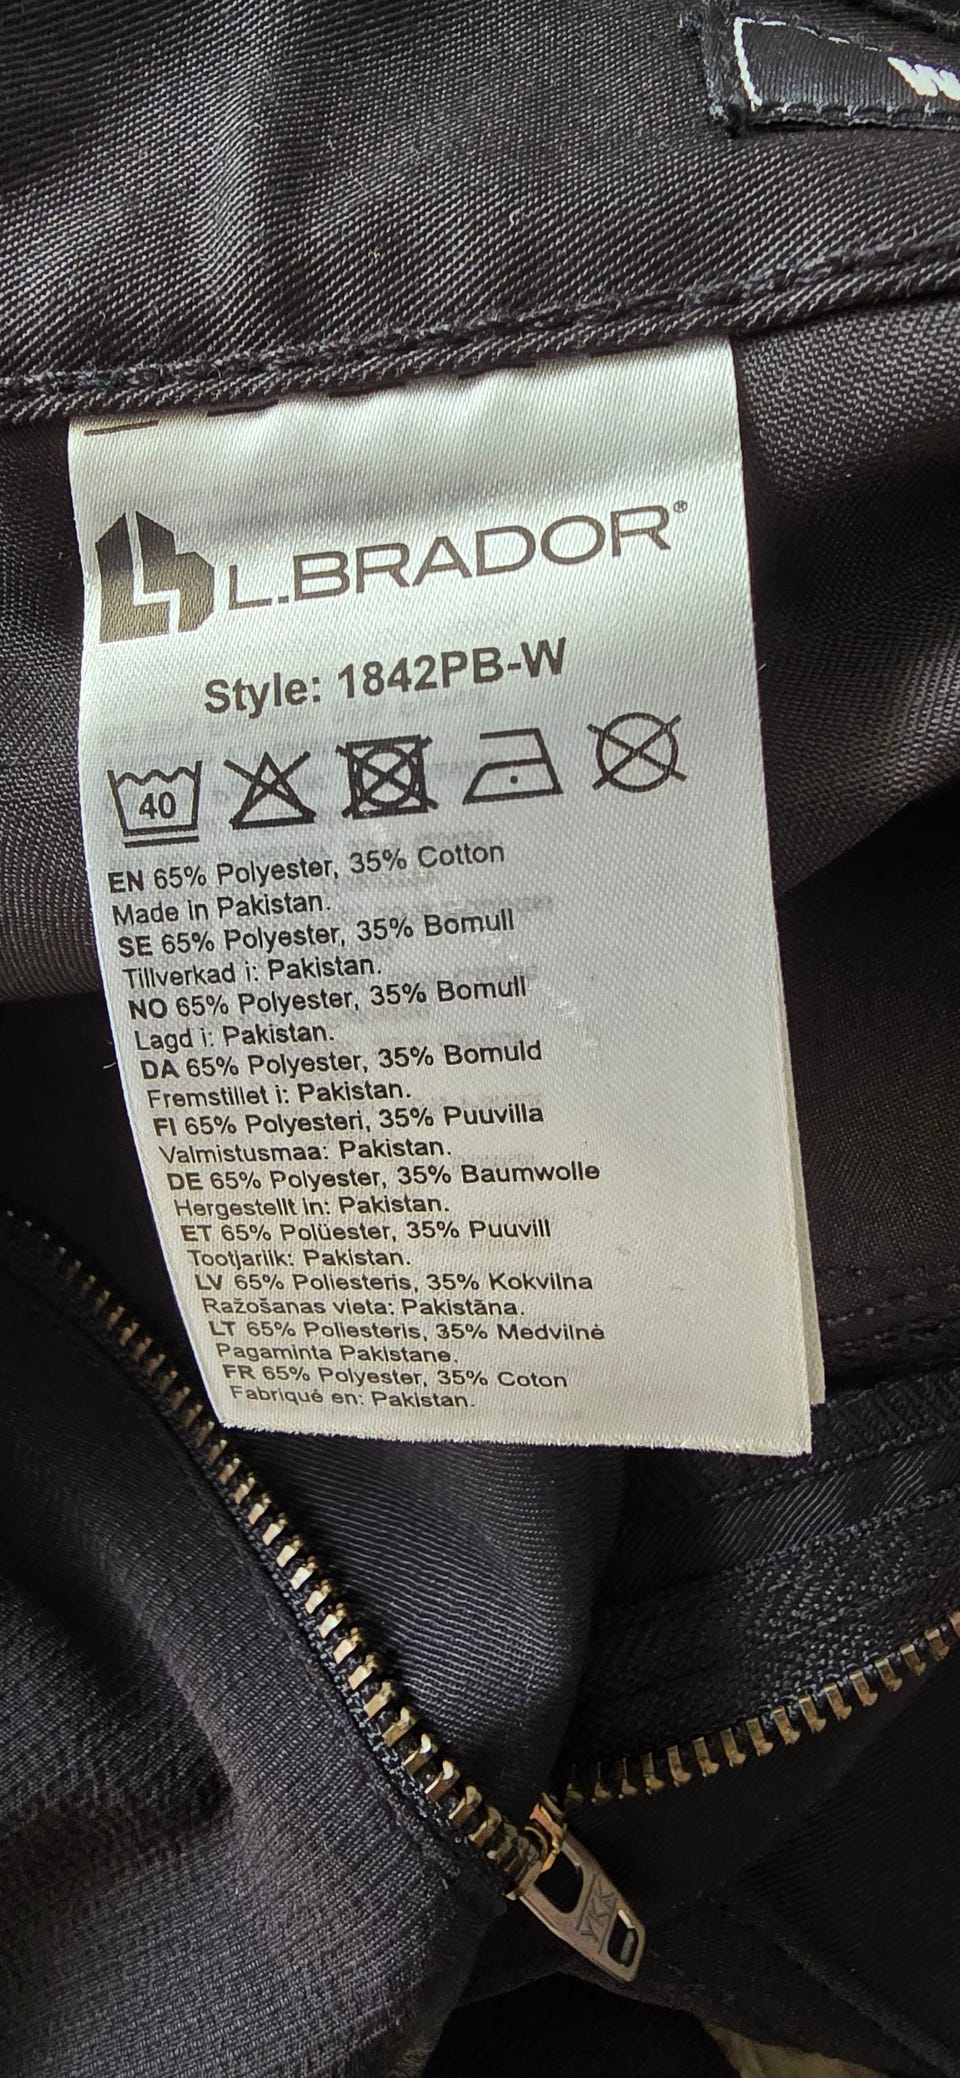 L.BRADOR®
Style: 1842PB-W
40
EN 65% Polyester, 35% Cotton
Made in Pakistan.
SE 65% Polyester, 35% Bomull
Tillverkad i: Pakistan.
NO 65% Polyester, 35% Bomull
Lagd i: Pakistan.
DA 65% Polyester, 35% Bomuld
Fremstillet i: Pakistan.
FI 65% Polyesteri, 35% Puuvilla
Valmistusmaa: Pakistan.
DE 65% Polyester, 35% Baumwolle
Hergestellt in: Pakistan.
ET 65% Polüester, 35% Puuvill
Tootjariik: Pakistan.
LV 65% Poliesteris, 35% Kokvilna
Ražošanas vieta: Pakistãna.
LT 65% Poliesteris, 35% Medvilnė
Pagaminta Pakistane.
FR 65% Polyester, 35% Coton
Fabriqué en: Pakistan.
YKK